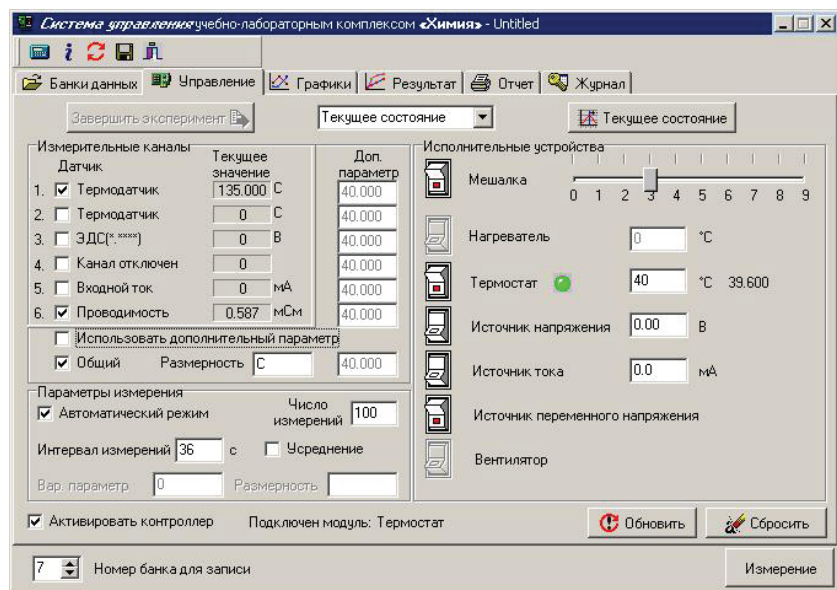 Система управления учебно-лабораторным комплексом «Химия» - Untitled
Банки данных Управление Графики Результат Отчет Журнал
Завершить эксперимент Текущее состояние Текущее состояние
Измерительные каналы
Датчик Текущее значение Доп. параметр
1. Термодатчик 135.000 С 40.000
2. Термодатчик 0 С 40.000
3. ЭДС(*.****) 0 В 40.000
4. Канал отключен 0 40.000
5. Входной ток 0 мА 40.000
6. Проводимость 0.587 мСм 40.000
Использовать дополнительный параметр
Общий Размерность С 40.000
Параметры измерения
Автоматический режим Число измерений 100
Интервал измерений 36 с Усреднение
Вар. параметр 0 Размерность
Исполнительные устройства
Мешалка 0 1 2 3 4 5 6 7 8 9
Нагреватель 0 °С
Термостат 40 °С 39.600
Источник напряжения 0.00 В
Источник тока 0.0 мА
Источник переменного напряжения
Вентилятор
Активировать контроллер Подключен модуль: Термостат Обновить Сбросить
7 Номер банка для записи Измерение